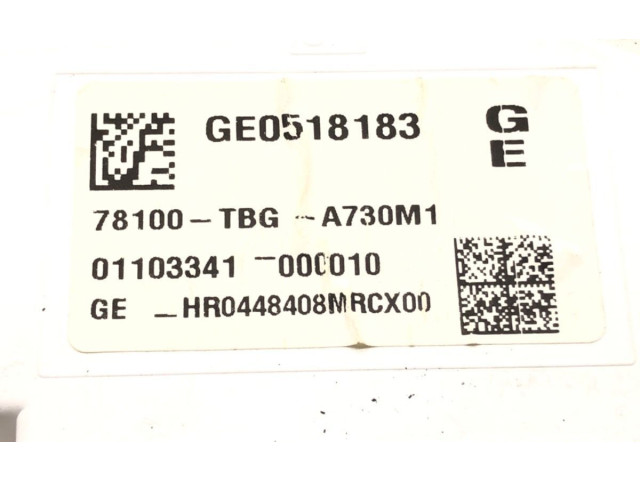 GE0518183
G
E
78100-TBG -A730M1
01103341 -000010
GE -HR0448408MRCX00